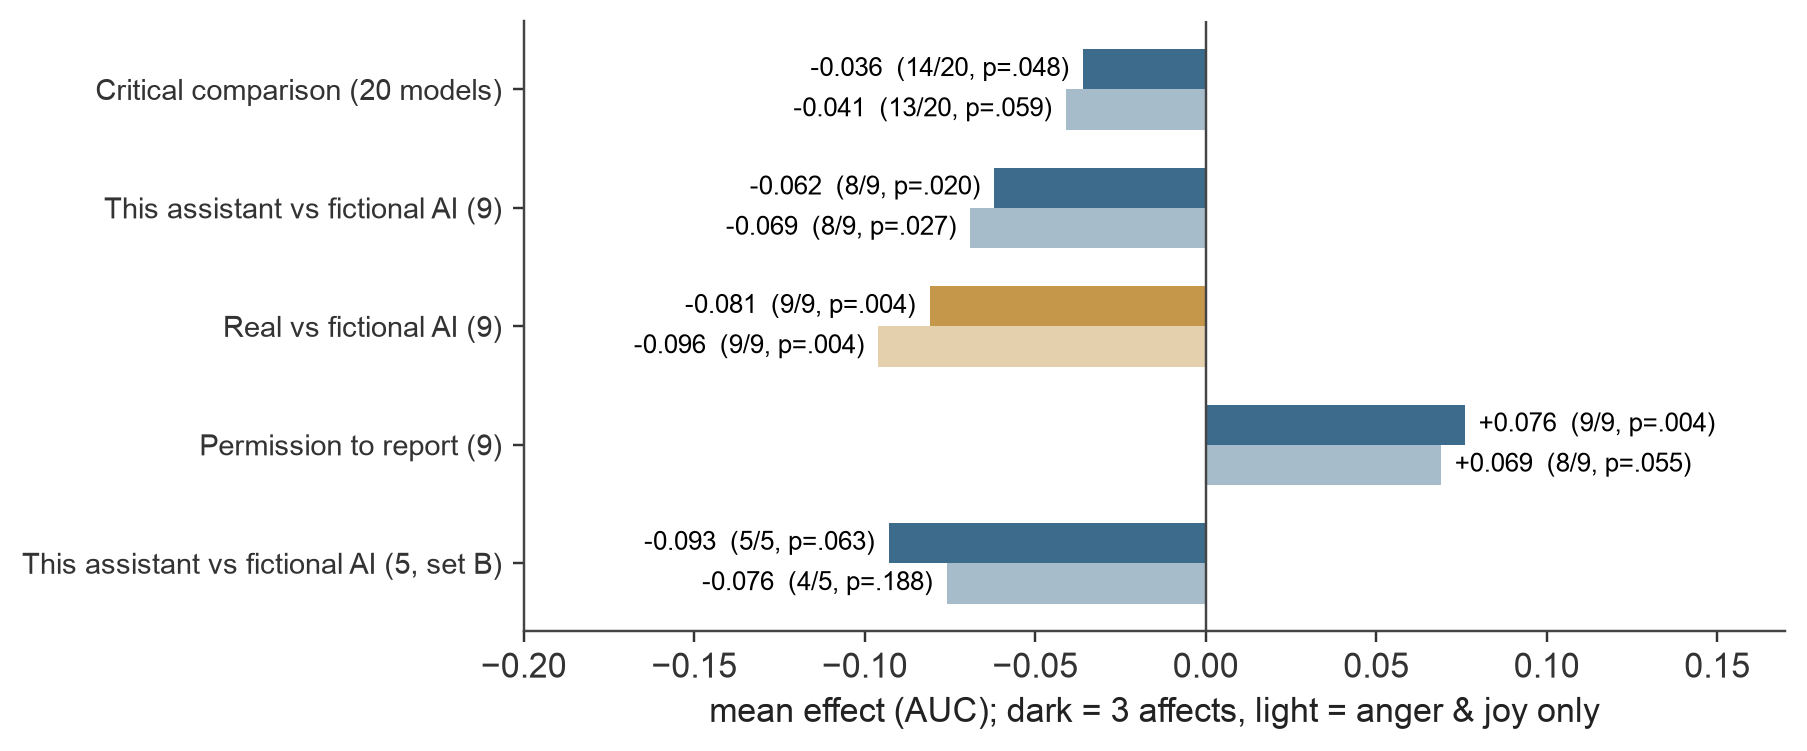 -0.036 (14/20, p=.048)
Critical comparison (20 models)
-0.041 (13/20, p=.059)
-0.062 (8/9, p=.020)
This assistant vs fictional AI (9)
-0.069 (8/9, p=.027)
-0.081 (9/9, p=.004)
Real vs fictional AI (9)
-0.096 (9/9, p=.004)
+0.076 (9/9, p=.004)
Permission to report (9)
+0.069 (8/9, p=.055)
-0.093 (5/5, p=.063)
This assistant vs fictional AI (5, set B)
-0.076 (4/5, p=.188)
−0.20 −0.15 −0.10 −0.05 0.00 0.05 0.10 0.15
mean effect (AUC); dark = 3 affects, light = anger & joy only